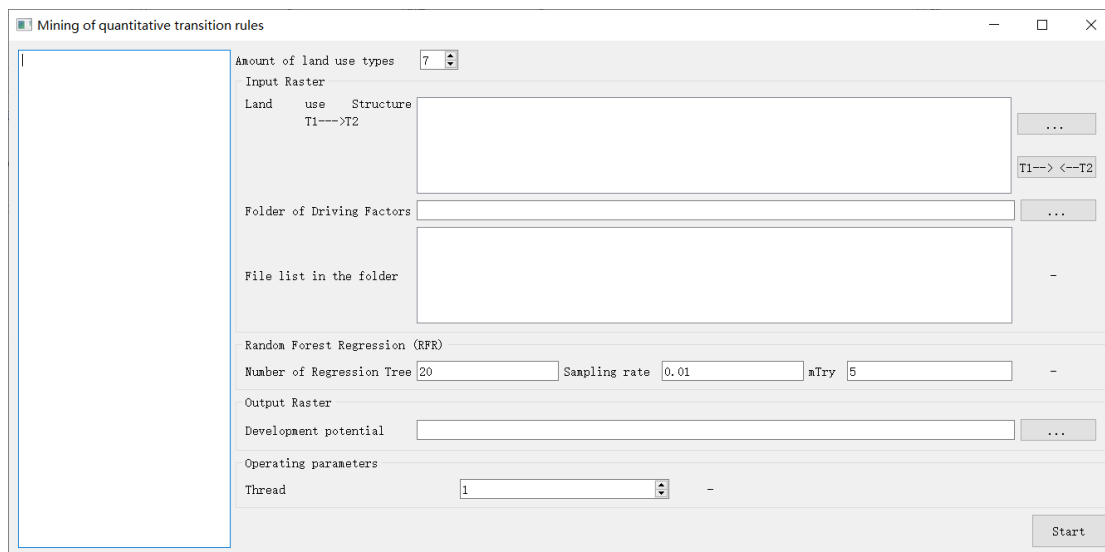 Mining of quantitative transition rules
Amount of land use types 7
Input Raster
Land use Structure
T1--->T2
...
T1--> <--T2
Folder of Driving Factors ...
File list in the folder -
Random Forest Regression (RFR)
Number of Regression Tree 20 Sampling rate 0.01 mTry 5 -
Output Raster
Development potential ...
Operating parameters
Thread 1 -
Start